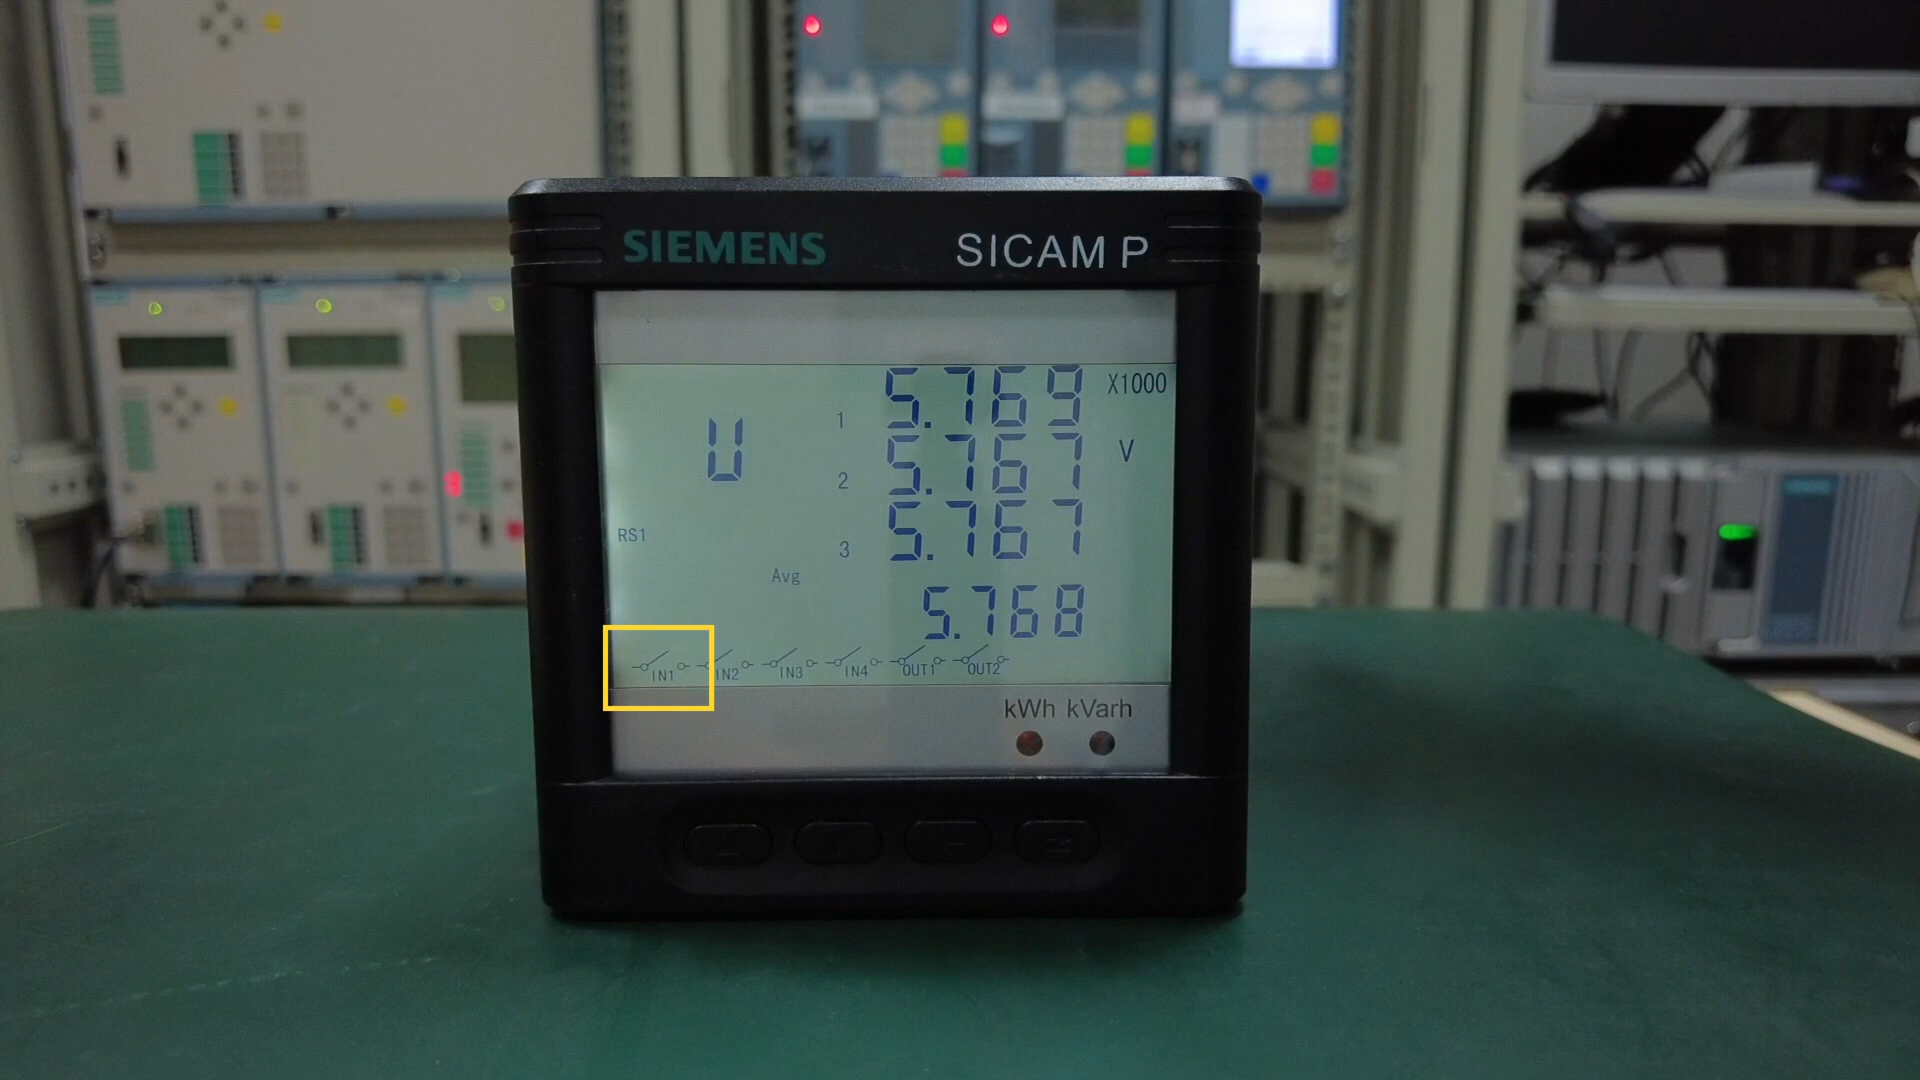 SIEMENS SICAM P
1 5.769 X1000
U 2 5.767 V
RS1 3 5.767
Avg 5.768
IN1 IN2 IN3 IN4 OUT1 OUT2
kWh kVarh